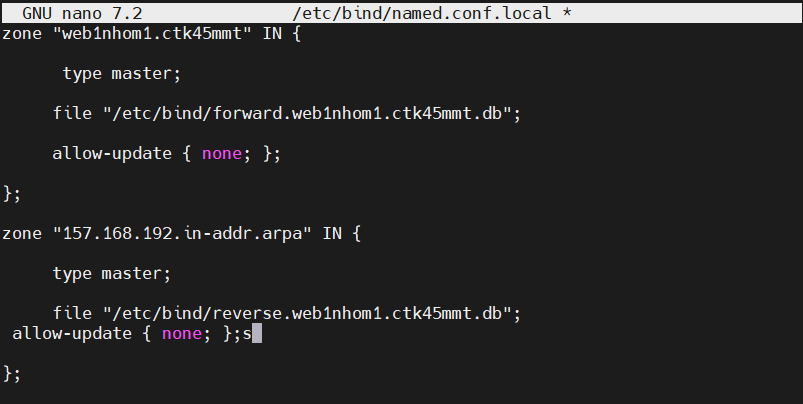 GNU nano 7.2 /etc/bind/named.conf.local *
zone "web1nhom1.ctk45mmt" IN {
type master;
file "/etc/bind/forward.web1nhom1.ctk45mmt.db";
allow-update { none; };
};
zone "157.168.192.in-addr.arpa" IN {
type master;
file "/etc/bind/reverse.web1nhom1.ctk45mmt.db";
allow-update { none; };s
};